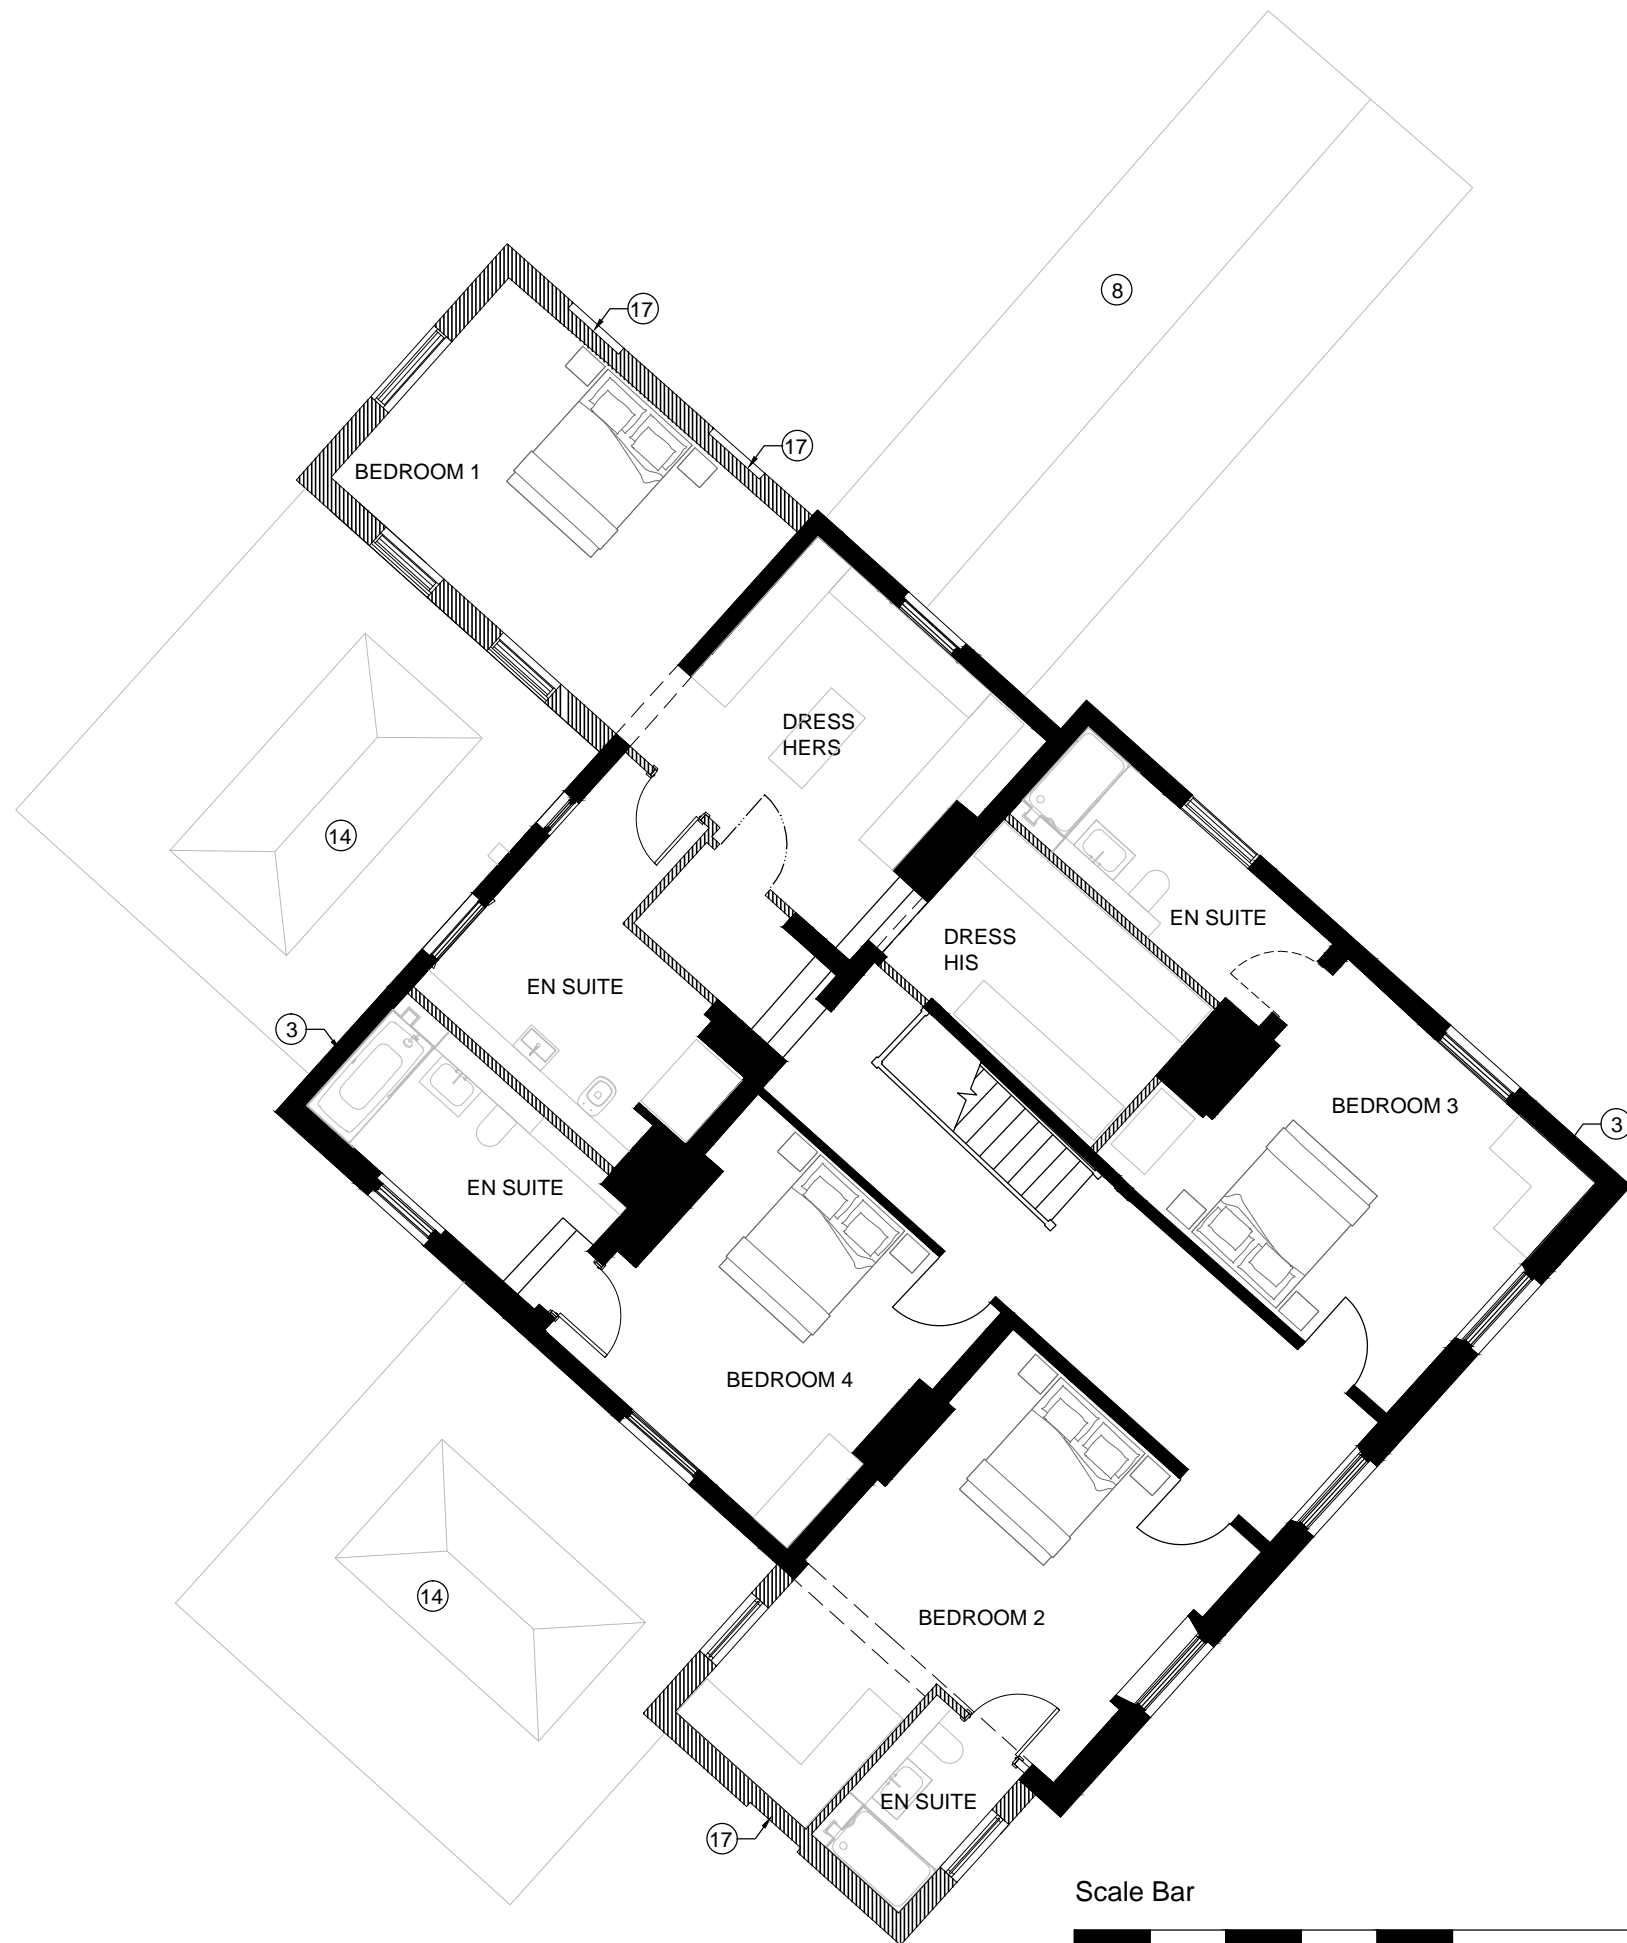 8
17
17
BEDROOM 1
DRESS
HERS
14
EN SUITE
DRESS
HIS
EN SUITE
3
BEDROOM 3
3
EN SUITE
BEDROOM 4
14
BEDROOM 2
EN SUITE
17
Scale Bar